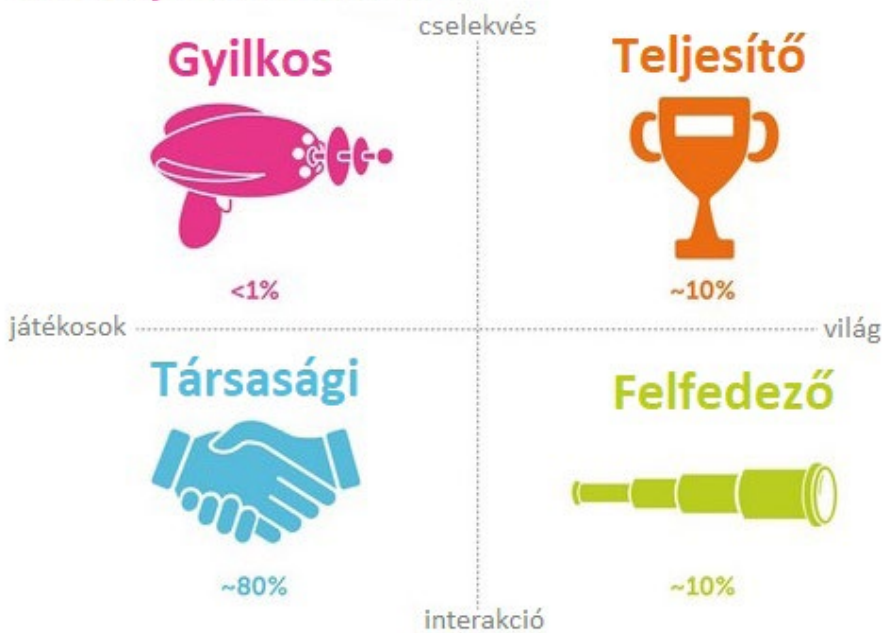 cselekvés
Gyilkos
Teljesítő
<1%
~10%
játékosok
világ
Társasági
Felfedező
~80%
~10%
interakció